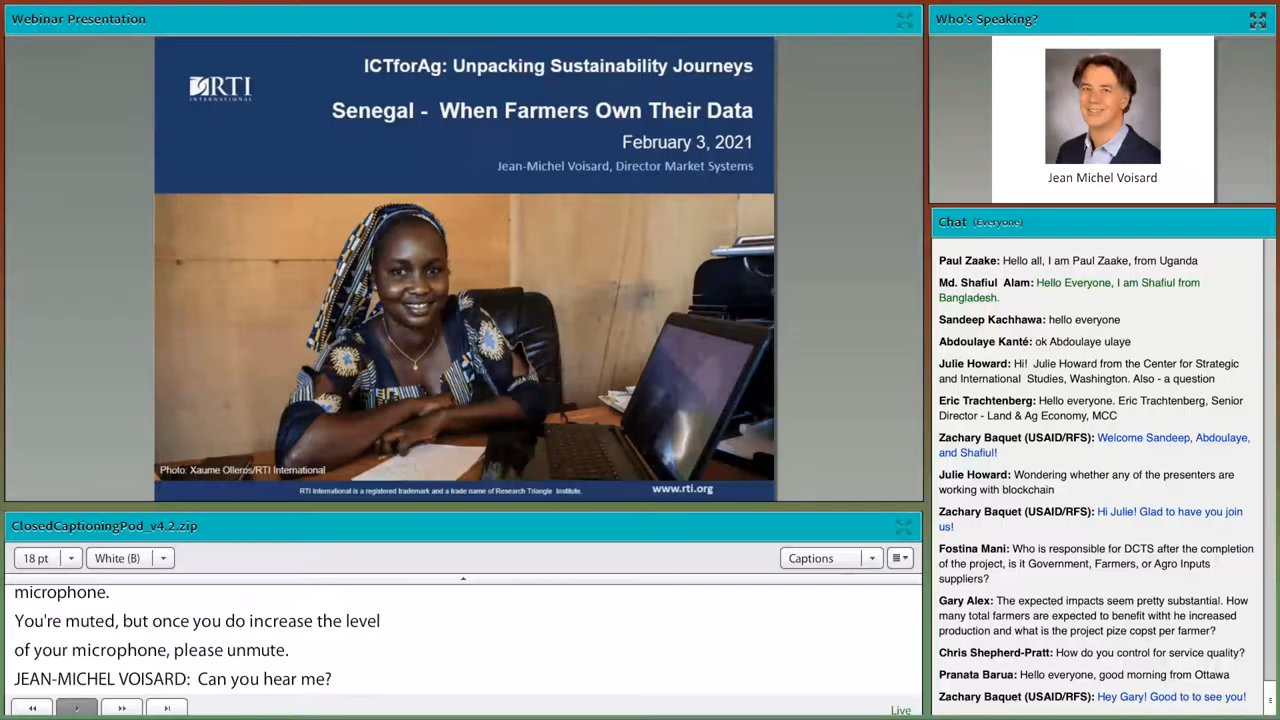 Webinar Presentation
RTI
INTERNATIONAL
ICTforAg: Unpacking Sustainability Journeys
Senegal - When Farmers Own Their Data
February 3, 2021
Jean-Michel Voisard, Director Market Systems
Photo: Xaume Olleros/RTI International
RTI International is a registered trademark and a trade name of Research Triangle Institute.
www.rti.org
ClosedCaptioningPod_v4.2.zip
18 pt
White (B)
Captions
microphone.
You're muted, but once you do increase the level
of your microphone, please unmute.
JEAN-MICHEL VOISARD: Can you hear me?
Live
Who's Speaking?
Jean Michel Voisard
Chat (Everyone)
Paul Zaake: Hello all, I am Paul Zaake, from Uganda
Md. Shafiul Alam: Hello Everyone, I am Shafiul from
Bangladesh.
Sandeep Kachhawa: hello everyone
Abdoulaye Kanté: ok Abdoulaye ulaye
Julie Howard: Hi! Julie Howard from the Center for Strategic
and International Studies, Washington. Also - a question
Eric Trachtenberg: Hello everyone. Eric Trachtenberg, Senior
Director - Land & Ag Economy, MCC
Zachary Baquet (USAID/RFS): Welcome Sandeep, Abdoulaye,
and Shafiul!
Julie Howard: Wondering whether any of the presenters are
working with blockchain
Zachary Baquet (USAID/RFS): Hi Julie! Glad to have you join
us!
Fostina Mani: Who is responsible for DCTS after the completion
of the project, is it Government, Farmers, or Agro Inputs
suppliers?
Gary Alex: The expected impacts seem pretty substantial. How
many total farmers are expected to benefit witht he increased
production and what is the project pize copst per farmer?
Chris Shepherd-Pratt: How do you control for service quality?
Pranata Barua: Hello everyone, good morning from Ottawa
Zachary Baquet (USAID/RFS): Hey Gary! Good to to see you!